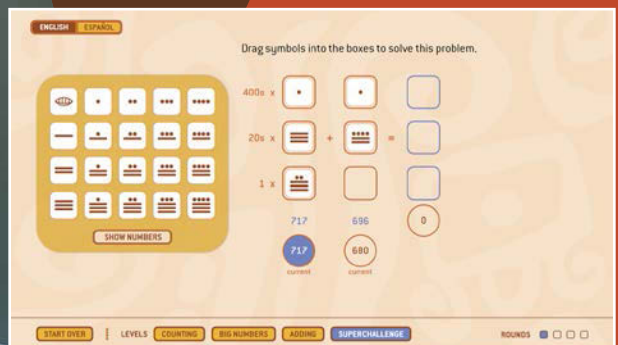 ENGLISH ESPAÑOL
Drag symbols into the boxes to solve this problem.
400s x
20s x + =
1 x
717 696 0
717 680
current current
SHOW NUMBERS
START OVER LEVELS COUNTING BIG NUMBERS ADDING SUPERCHALLENGE ROUNDS